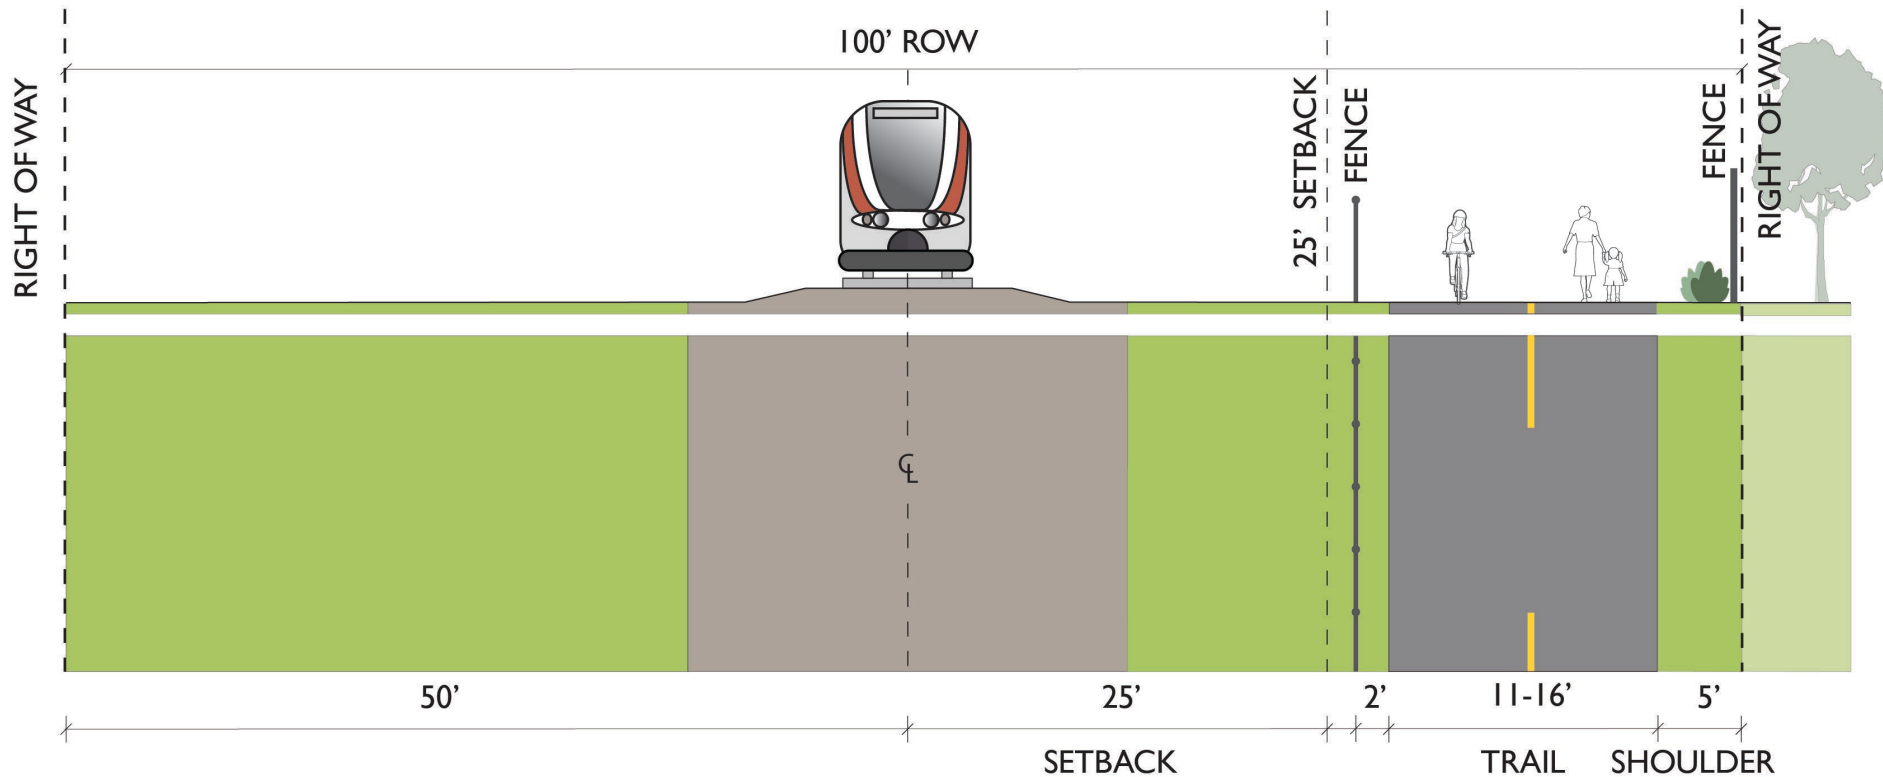 100’ ROW
RIGHT OF WAY
25’ SETBACK
FENCE
FENCE
RIGHT OF WAY
℄
50’
25’
2’
11-16’
5’
SETBACK
TRAIL
SHOULDER